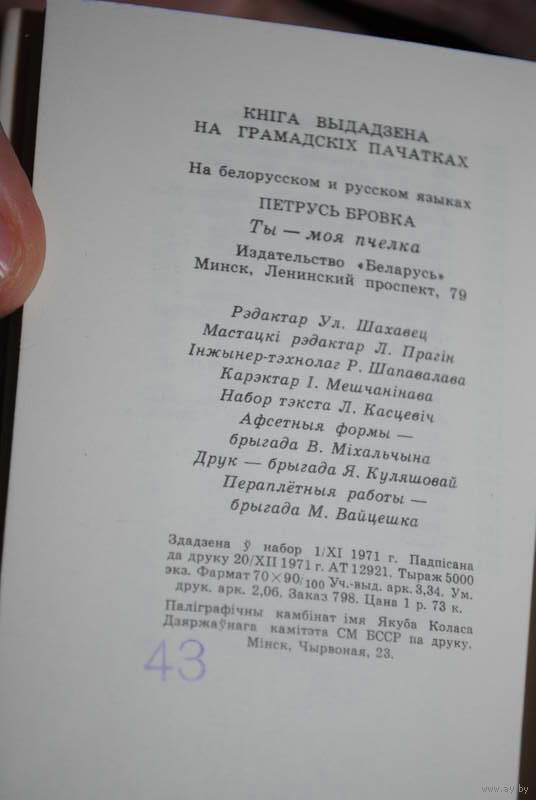 КНІГА ВЫДАДЗЕНА
НА ГРАМАДСКІХ ПАЧАТКАХ
На белорусском и русском языках
ПЕТРУСЬ БРОВКА
Ты — моя пчелка
Издательство «Беларусь»
Минск, Ленинский проспект, 79
Рэдактар Ул. Шахавец
Мастацкі рэдактар Л. Прагін
Інжынер-тэхнолаг Р. Шапавалава
Карэктар І. Мешчанінава
Набор тэкста Л. Касцевіч
Афсетныя формы —
брыгада В. Міхальчына
Друк — брыгада Я. Куляшовай
Пераплётныя работы —
брыгада М. Вайцешка
Здадзена ў набор 1/XI 1971 г. Падпісана
да друку 20/XII 1971 г. АТ 12921. Тыраж 5000
экз. Фармат 70×90/100 Уч.-выд. арк. 3,34. Ум.
друк. арк. 2,06. Заказ 798. Цана 1 р. 73 к.
Паліграфічны камбінат імя Якуба Коласа
Дзяржаўнага камітэта СМ БССР па друку.
Мінск, Чырвоная, 23.
43
www.ay.by